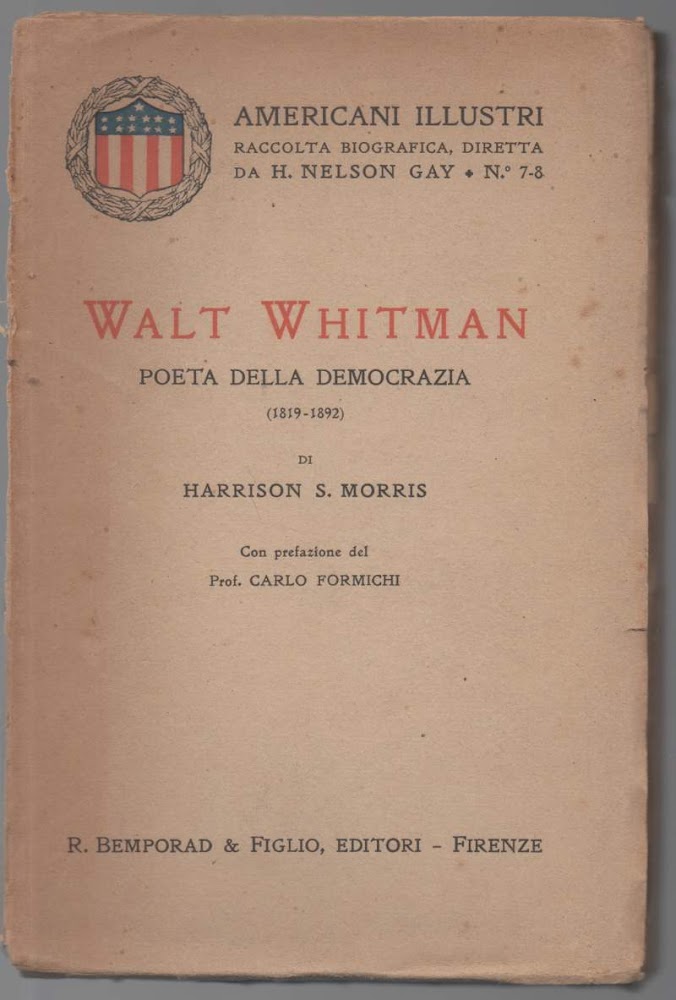 AMERICANI ILLUSTRI
RACCOLTA BIOGRAFICA, DIRETTA
DA H. NELSON GAY ♦ N.º 7-8
WALT WHITMAN
POETA DELLA DEMOCRAZIA
(1819-1892)
DI
HARRISON S. MORRIS
Con prefazione del
Prof. CARLO FORMICHI
R. BEMPORAD & FIGLIO, EDITORI – FIRENZE